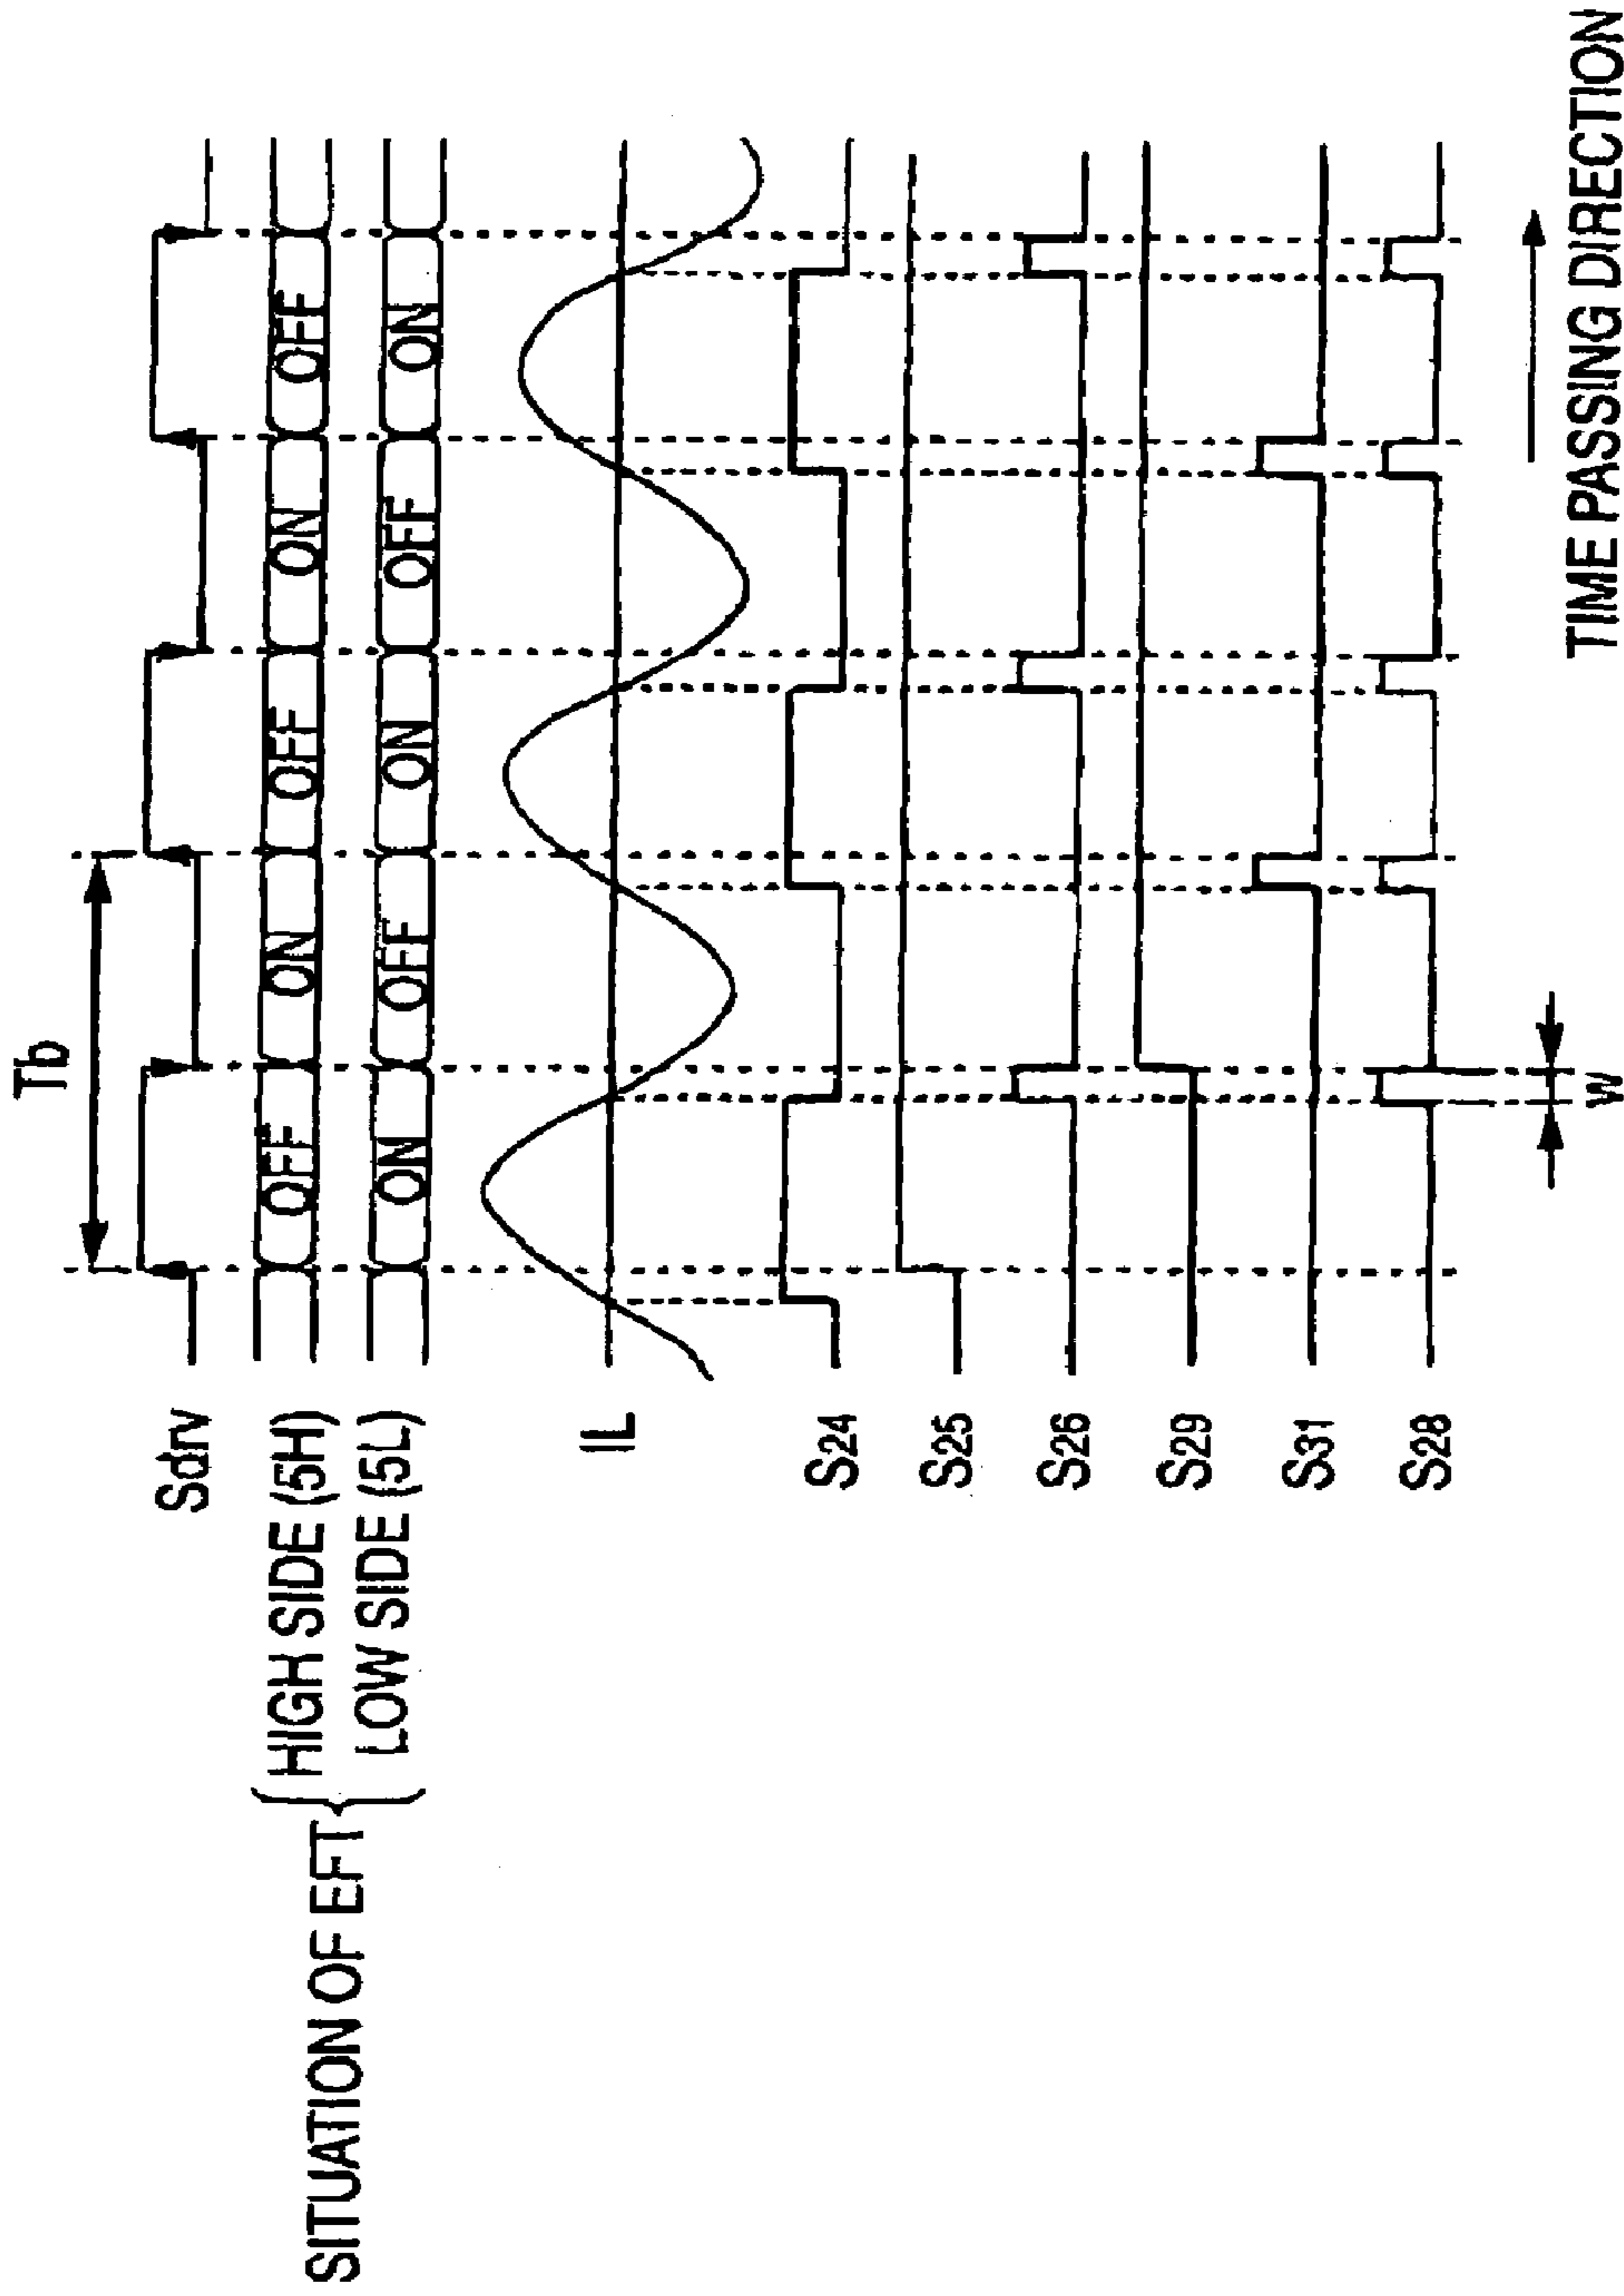 Tb
Sdrv
SITUATION OF EFT
HIGH SIDE (5H)
OFF ON OFF ON OFF
LOW SIDE (5L)
ON OFF ON OFF ON
IL
S24
S25
S26
S29
S31
S28
W
TIME PASSING DIRECTION